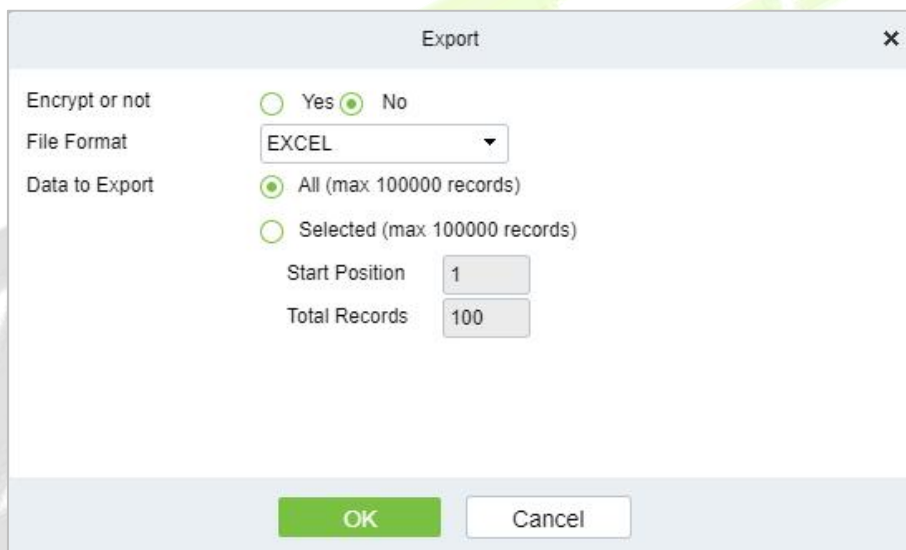 Export
Encrypt or not Yes No
File Format EXCEL
Data to Export All (max 100000 records)
Selected (max 100000 records)
Start Position 1
Total Records 100
OK Cancel